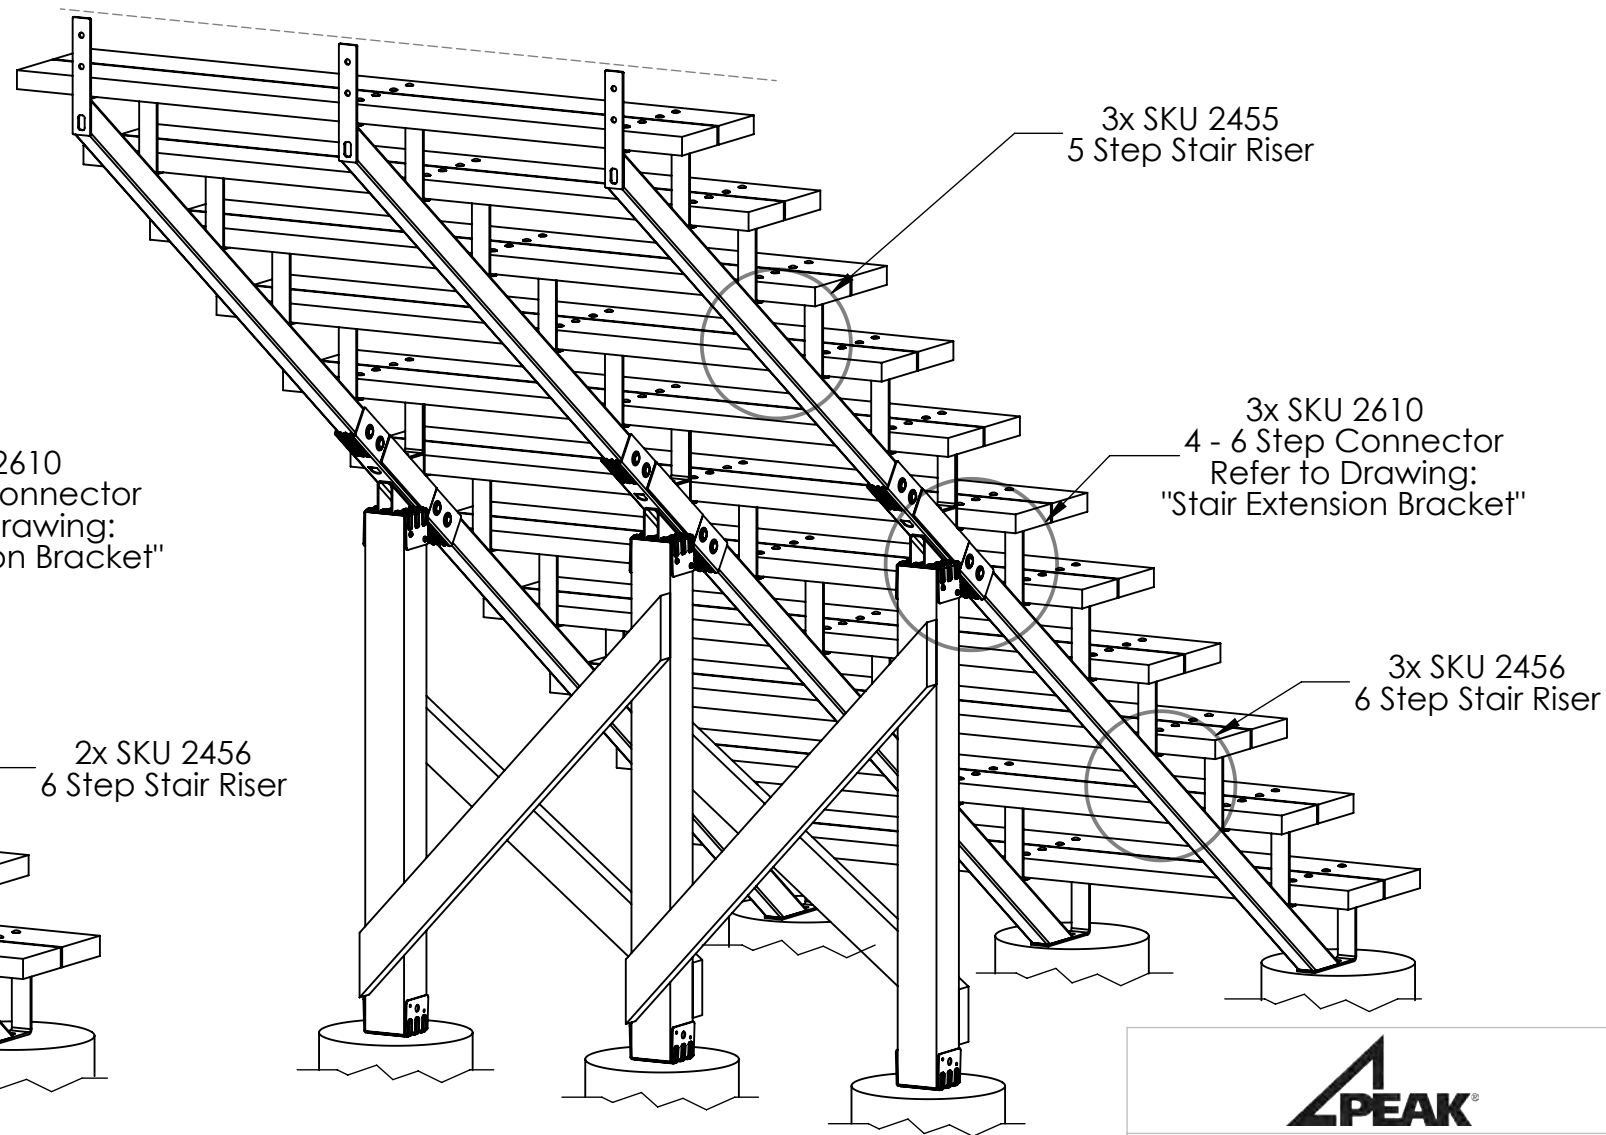 3x SKU 2455
5 Step Stair Riser
3x SKU 2610
4 - 6 Step Connector
Refer to Drawing:
"Stair Extension Bracket"
2610
onnector
rawing:
on Bracket"
3x SKU 2456
6 Step Stair Riser
2x SKU 2456
6 Step Stair Riser
PEAK®